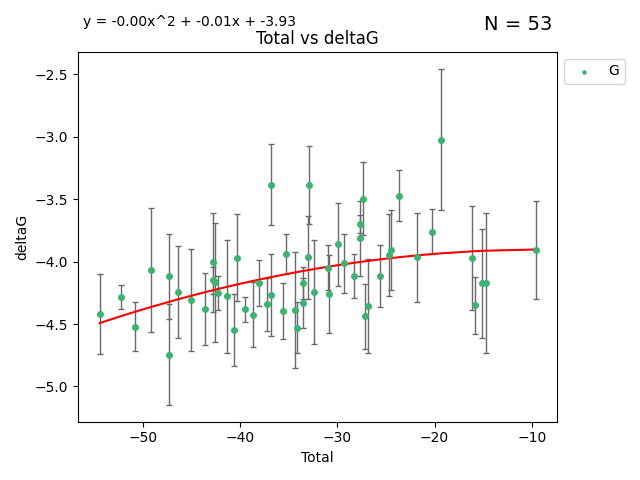 y = -0.00x^2 + -0.01x + -3.93
N = 53
Total vs deltaG
G
−2.5
−3.0
−3.5
−4.0
−4.5
−5.0
deltaG
−50
−40
−30
−20
−10
Total